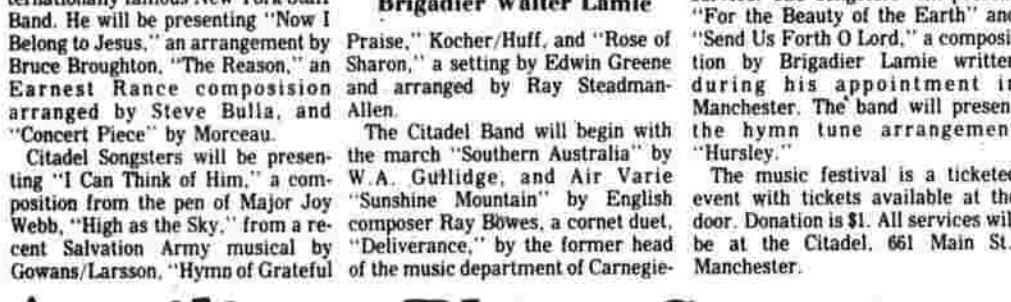 Band. He will be presenting "Now I
Belong to Jesus," an arrangement by
Bruce Broughton, "The Reason," an
Earnest Rance composision
arranged by Steve Bulla, and
"Concert Piece" by Morceau.
Citadel Songsters will be presen-
ting "I Can Think of Him," a com-
position from the pen of Major Joy
Webb, "High as the Sky," from a re-
cent Salvation Army musical by
Gowans/Larsson, "Hymn of Grateful
Brigadier Walter Lamie
Praise," Kocher/Huff, and "Rose of
Sharon," a setting by Edwin Greene
and arranged by Ray Steadman-
Allen.
The Citadel Band will begin with
the march "Southern Australia" by
W.A. Gullidge, and Air Varie
"Sunshine Mountain" by English
composer Ray Bowes, a cornet duet,
"Deliverance," by the former head
of the music department of Carnegie-
"For the Beauty of the Earth" and
"Send Us Forth O Lord," a composi-
tion by Brigadier Lamie written
during his appointment in
Manchester. The band will present
the hymn tune arrangement
"Hursley."
The music festival is a ticketed
event with tickets available at the
door. Donation is $1. All services will
be at the Citadel, 661 Main St.,
Manchester.